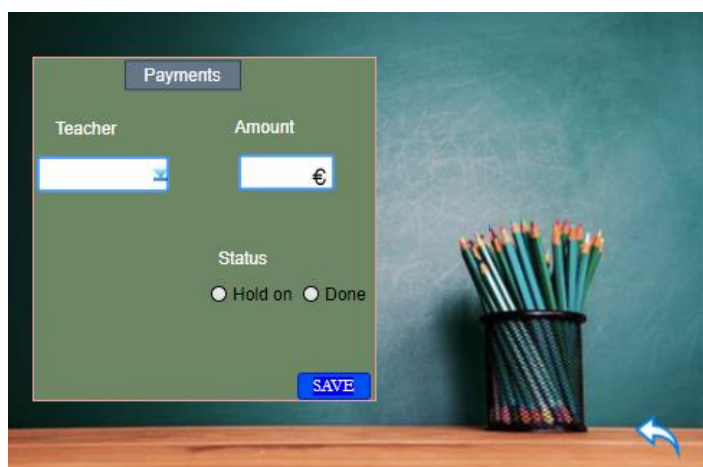 Payments
Teacher Amount
€
Status
Hold on Done
SAVE